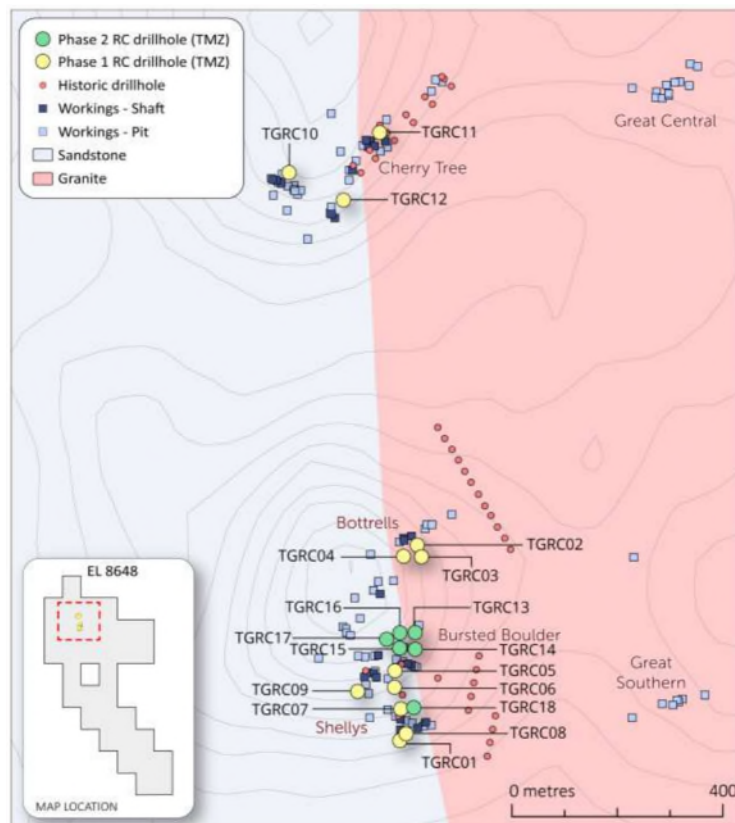 Phase 2 RC drillhole (TMZ)
Phase 1 RC drillhole (TMZ)
Historic drillhole
Workings - Shaft
Workings - Pit
Sandstone
Granite
TGRC10
TGRC11
Great Central
Cherry Tree
TGRC12
Bottrells
TGRC02
TGRC04
TGRC03
EL 8648
TGRC16
TGRC13
TGRC17
Bursted Boulder
TGRC15
TGRC14
TGRC05
Great
Southern
TGRC09
TGRC06
TGRC07
TGRC18
Shellys
TGRC08
TGRC01
0 metres
400
MAP LOCATION